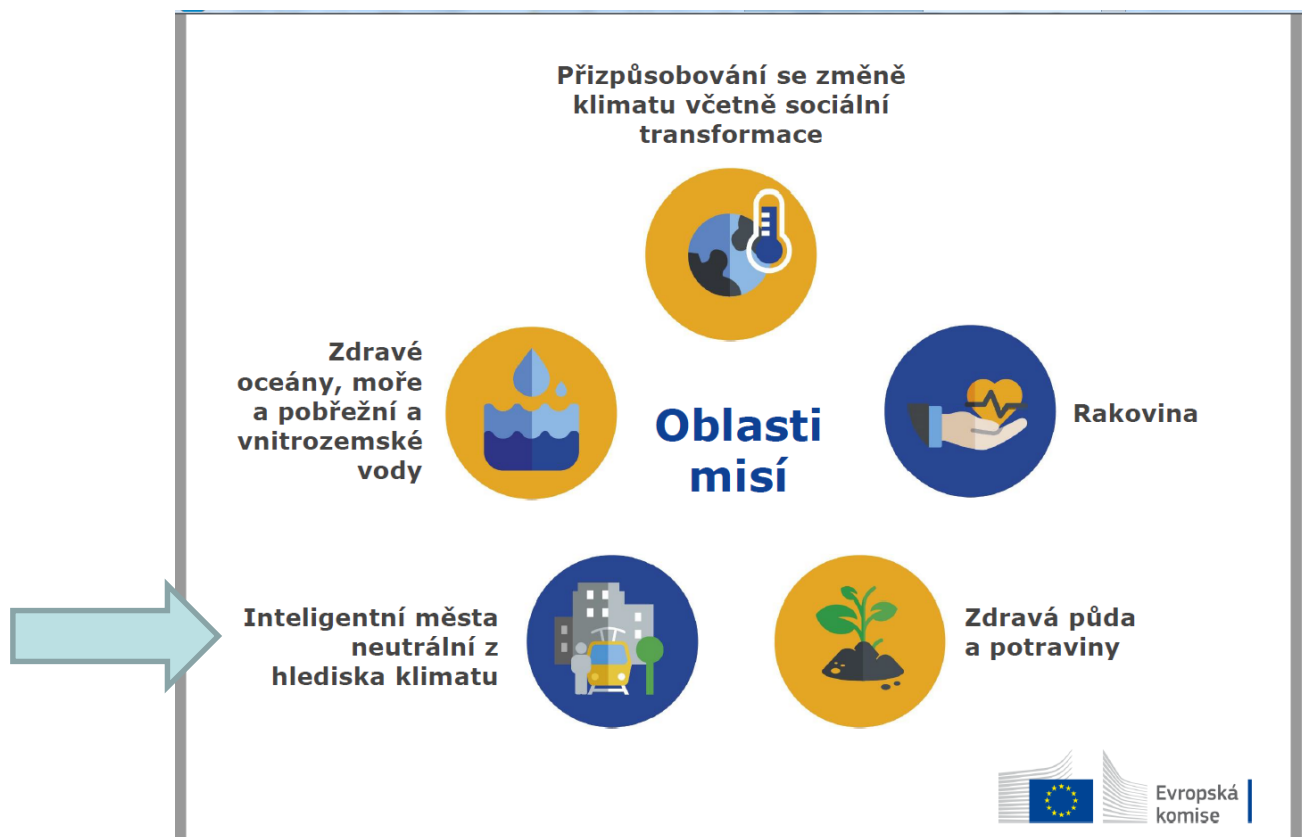 Přizpůsobování se změně
klimatu včetně sociální
transformace
Zdravé
oceány, moře
a pobřežní a
vnitrozemské
vody
Oblasti
misí
Rakovina
Inteligentní města
neutrální z
hlediska klimatu
Zdravá půda
a potraviny
Evropská
komise